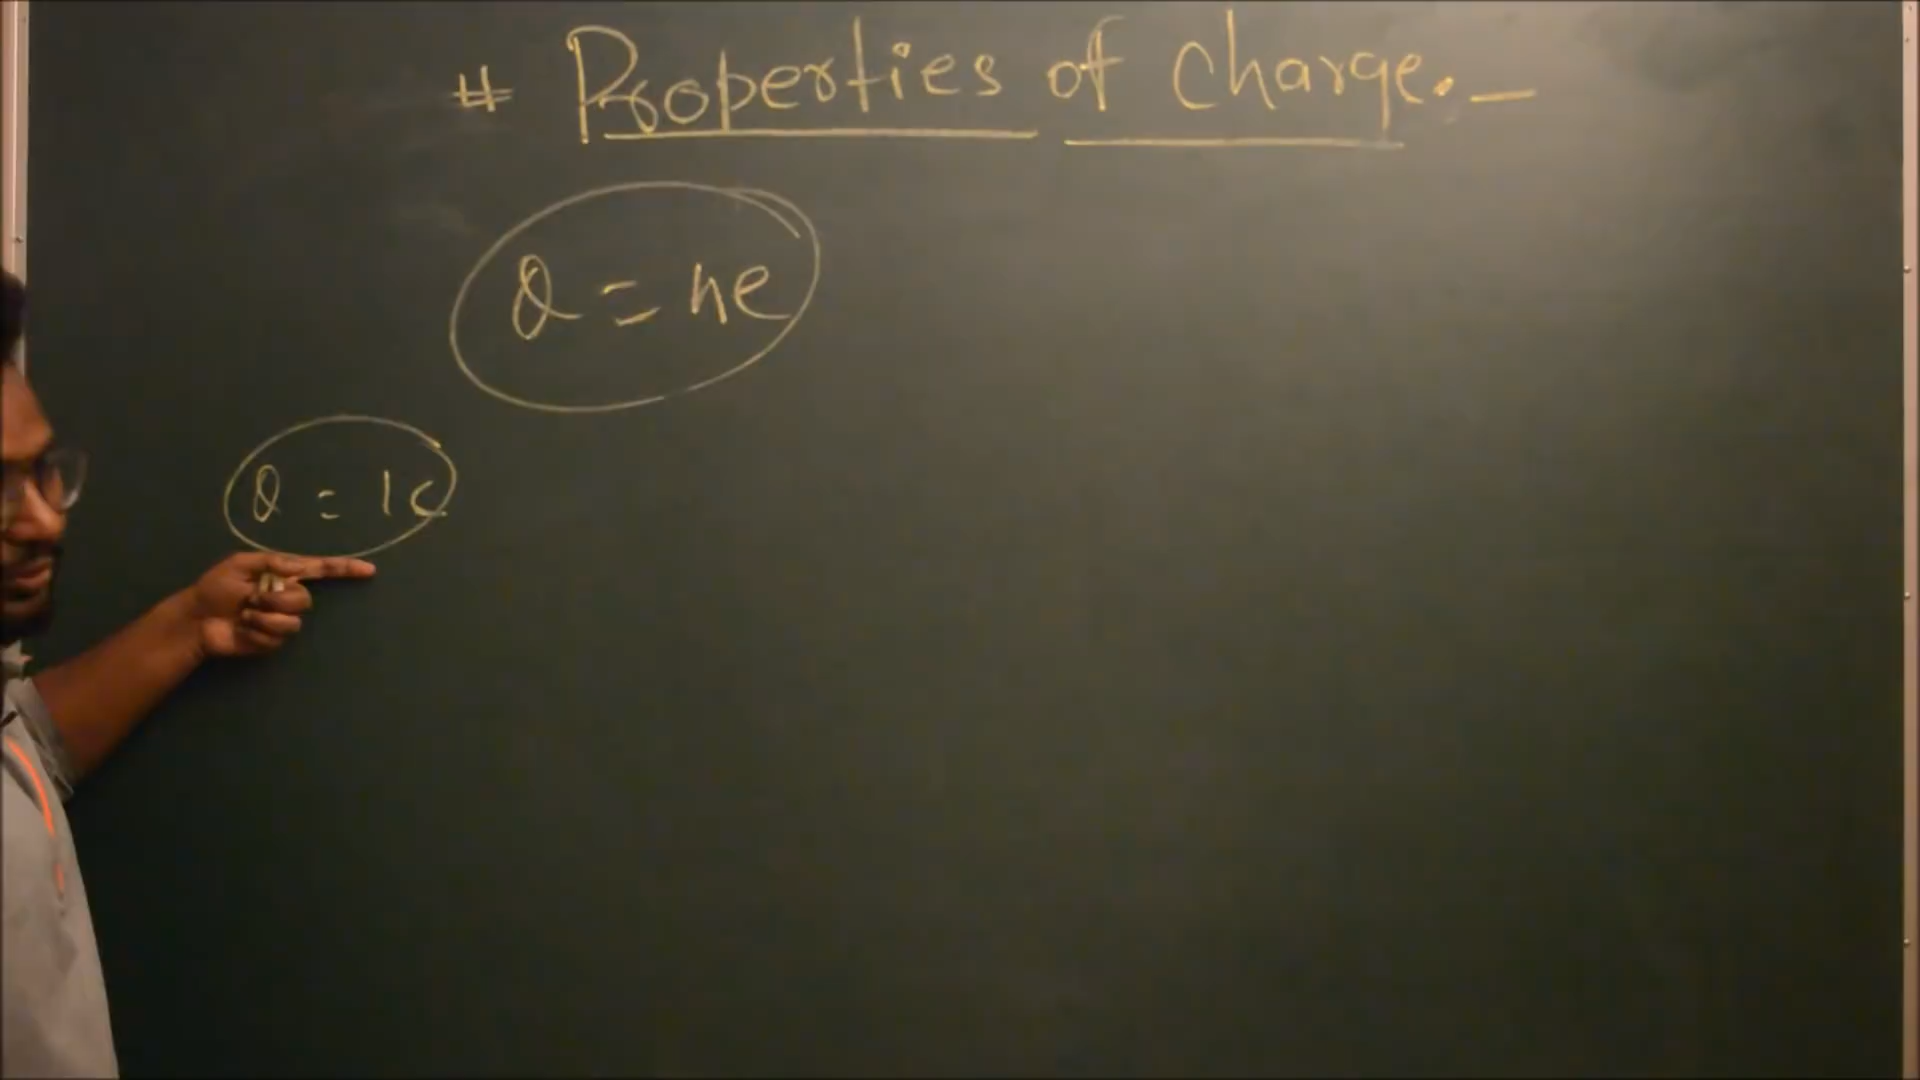 # Properties of charge.-
Q = ne
Q = 1C